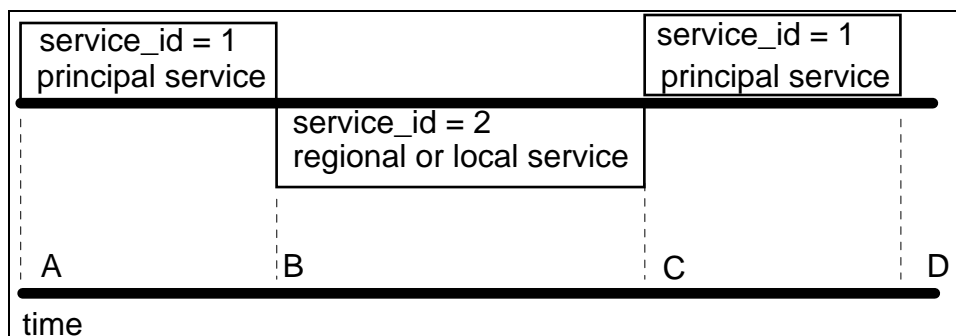 service_id = 1
principal service
service_id = 1
principal service
service_id = 2
regional or local service
A
B
C
D
time